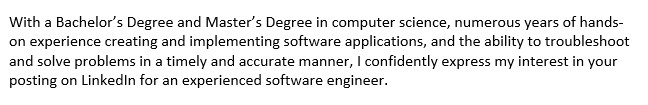 With a Bachelor’s Degree and Master’s Degree in computer science, numerous years of hands-
on experience creating and implementing software applications, and the ability to troubleshoot
and solve problems in a timely and accurate manner, I confidently express my interest in your
posting on LinkedIn for an experienced software engineer.